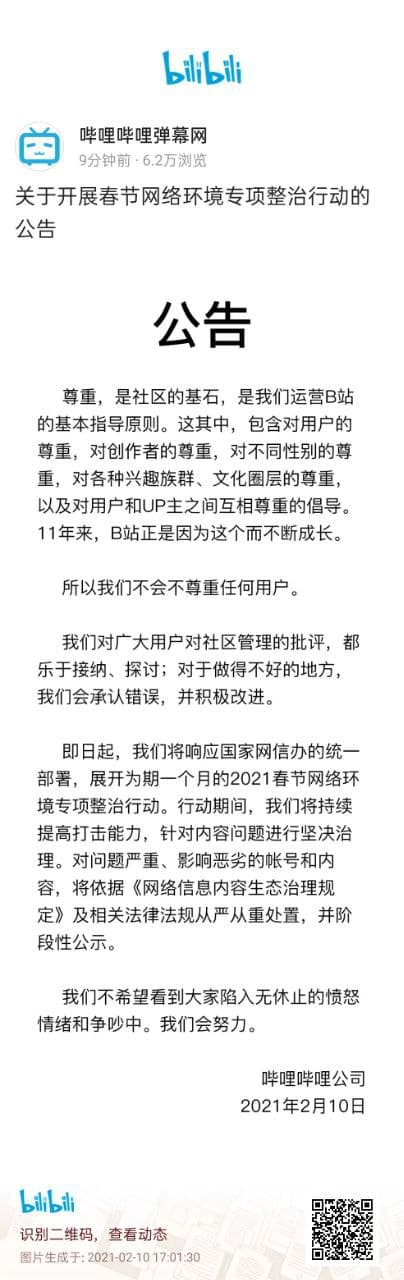 bilibili
哔哩哔哩弹幕网
9分钟前 · 6.2万浏览
关于开展春节网络环境专项整治行动的
公告
公告
尊重，是社区的基石，是我们运营B站
的基本指导原则。这其中，包含对用户的
尊重，对创作者的尊重，对不同性别的尊
重，对各种兴趣族群、文化圈层的尊重，
以及对用户和UP主之间互相尊重的倡导。
11年来，B站正是因为这个而不断成长。
所以我们不会不尊重任何用户。
我们对广大用户对社区管理的批评，都
乐于接纳、探讨；对于做得不好的地方，
我们会承认错误，并积极改进。
即日起，我们将响应国家网信办的统一
部署，展开为期一个月的2021春节网络环
境专项整治行动。行动期间，我们将持续
提高打击能力，针对内容问题进行坚决治
理。对问题严重、影响恶劣的帐号和内
容，将依据《网络信息内容生态治理规
定》及相关法律法规从严从重处置，并阶
段性公示。
我们不希望看到大家陷入无休止的愤怒
情绪和争吵中。我们会努力。
哔哩哔哩公司
2021年2月10日
bilibili
识别二维码，查看动态
图片生成于: 2021-02-10 17:01:30